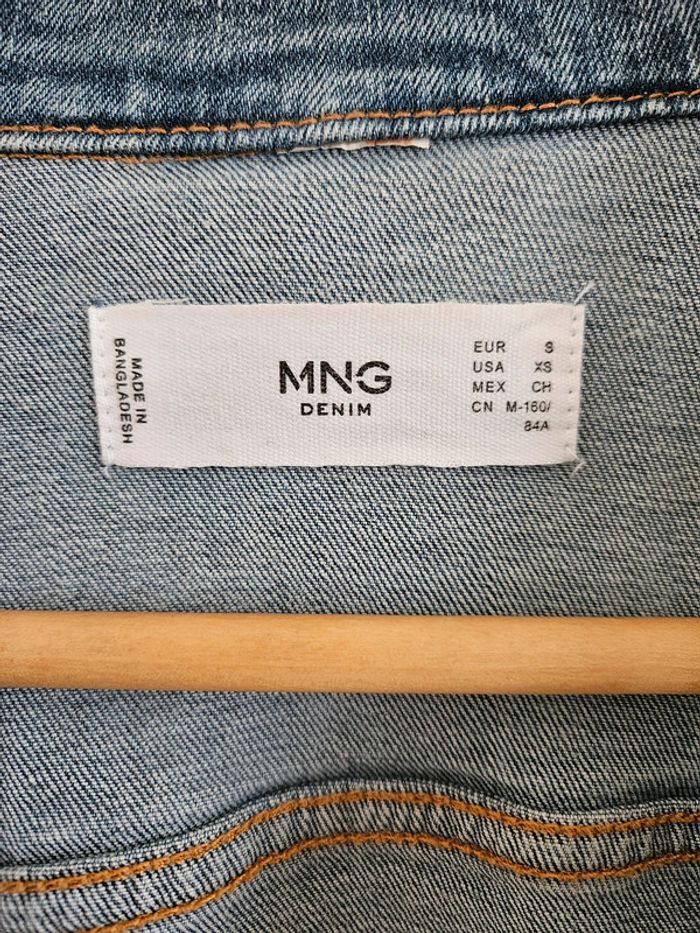 MADE IN
BANGLADESH
MNG
DENIM
EUR S
USA XS
MEX CH
CN M-160/
84A